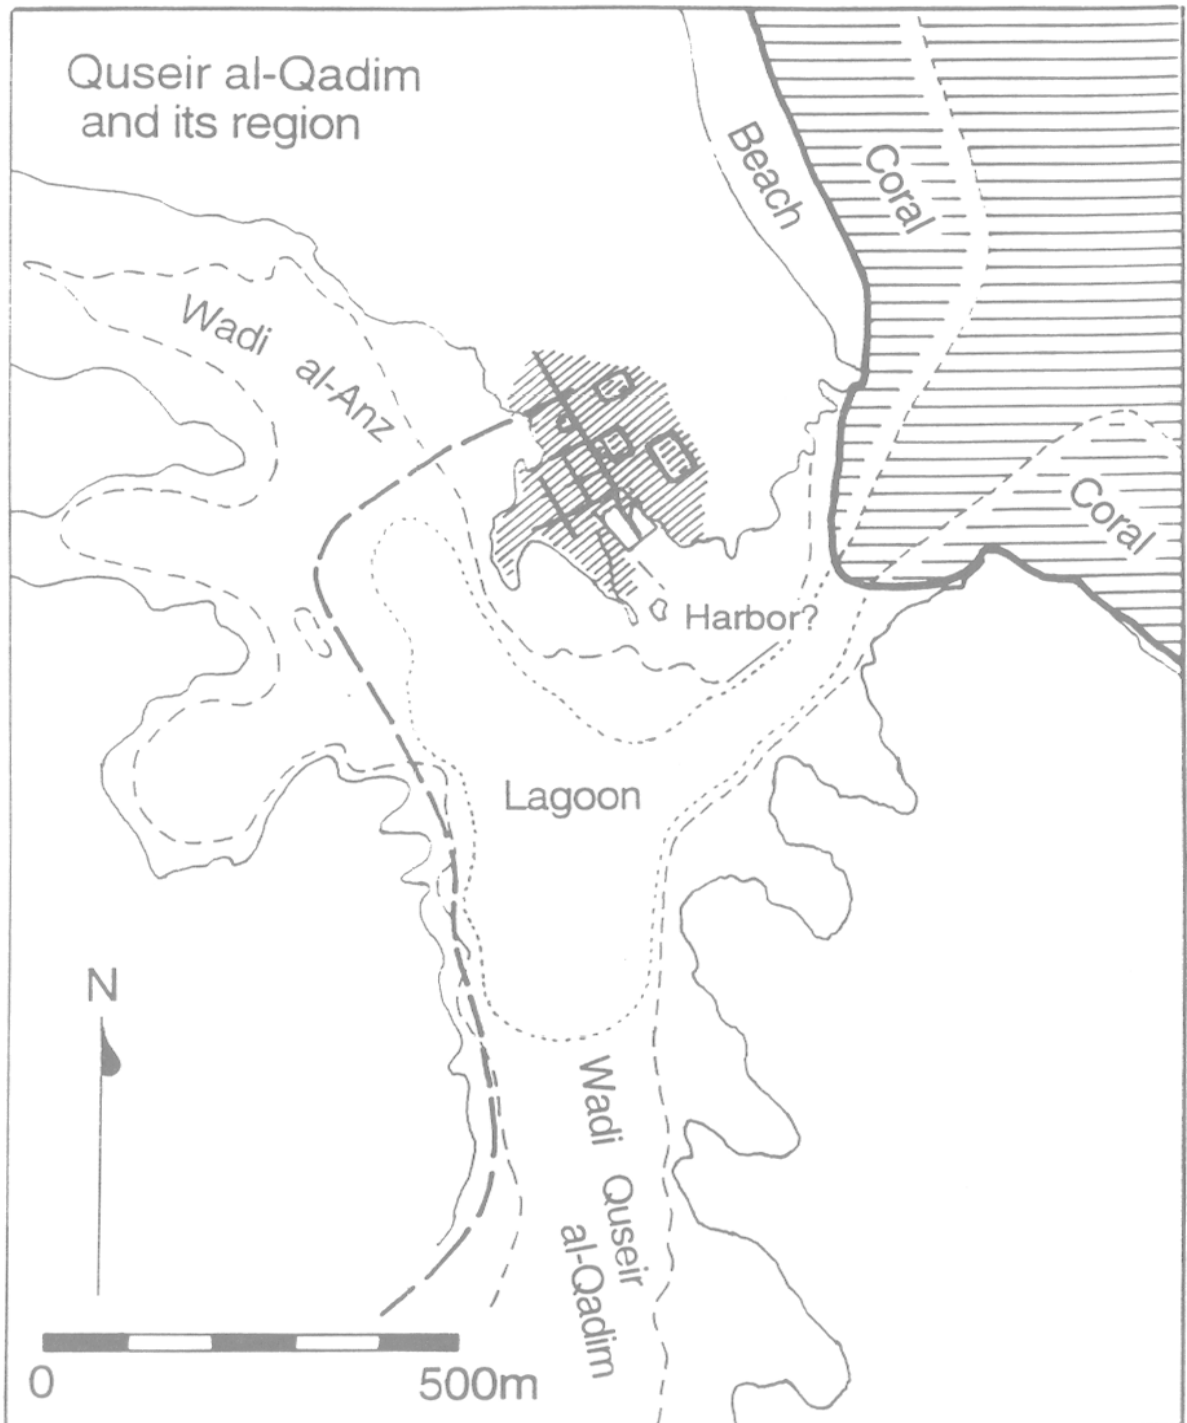 Quseir al-Qadim
and its region
Beach
Coral
Wadi al-Anz
Coral
Harbor?
Lagoon
N
Wadi Quseir
al-Qadim
0 500m